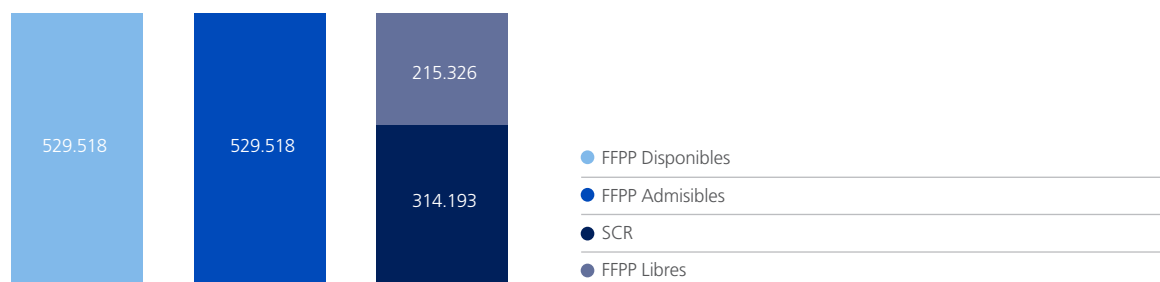 215.326
529.518
529.518
314.193
FFPP Disponibles
FFPP Admisibles
SCR
FFPP Libres